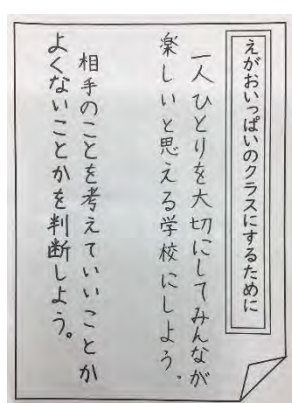 えがおいっぱいのクラスにするために
一人ひとりを大切にしてみんなが
楽しいと思える学校にしよう。
相手のことを考えていいことか
よくないことかを判断しよう。